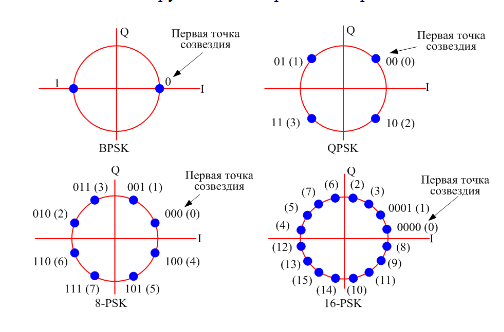 Q
Первая точка
созвездия
1
0
I
BPSK
Q
Первая точка
созвездия
01 (1)
00 (0)
I
11 (3)
10 (2)
QPSK
Q
Первая точка
созвездия
011 (3)
001 (1)
010 (2)
000 (0)
I
110 (6)
100 (4)
111 (7)
101 (5)
8-PSK
Q
Первая точка
созвездия
(6)
(2)
(7)
(3)
(5)
0001 (1)
(4)
0000 (0)
I
(12)
(8)
(13)
(9)
(15)
(11)
(14)
(10)
16-PSK